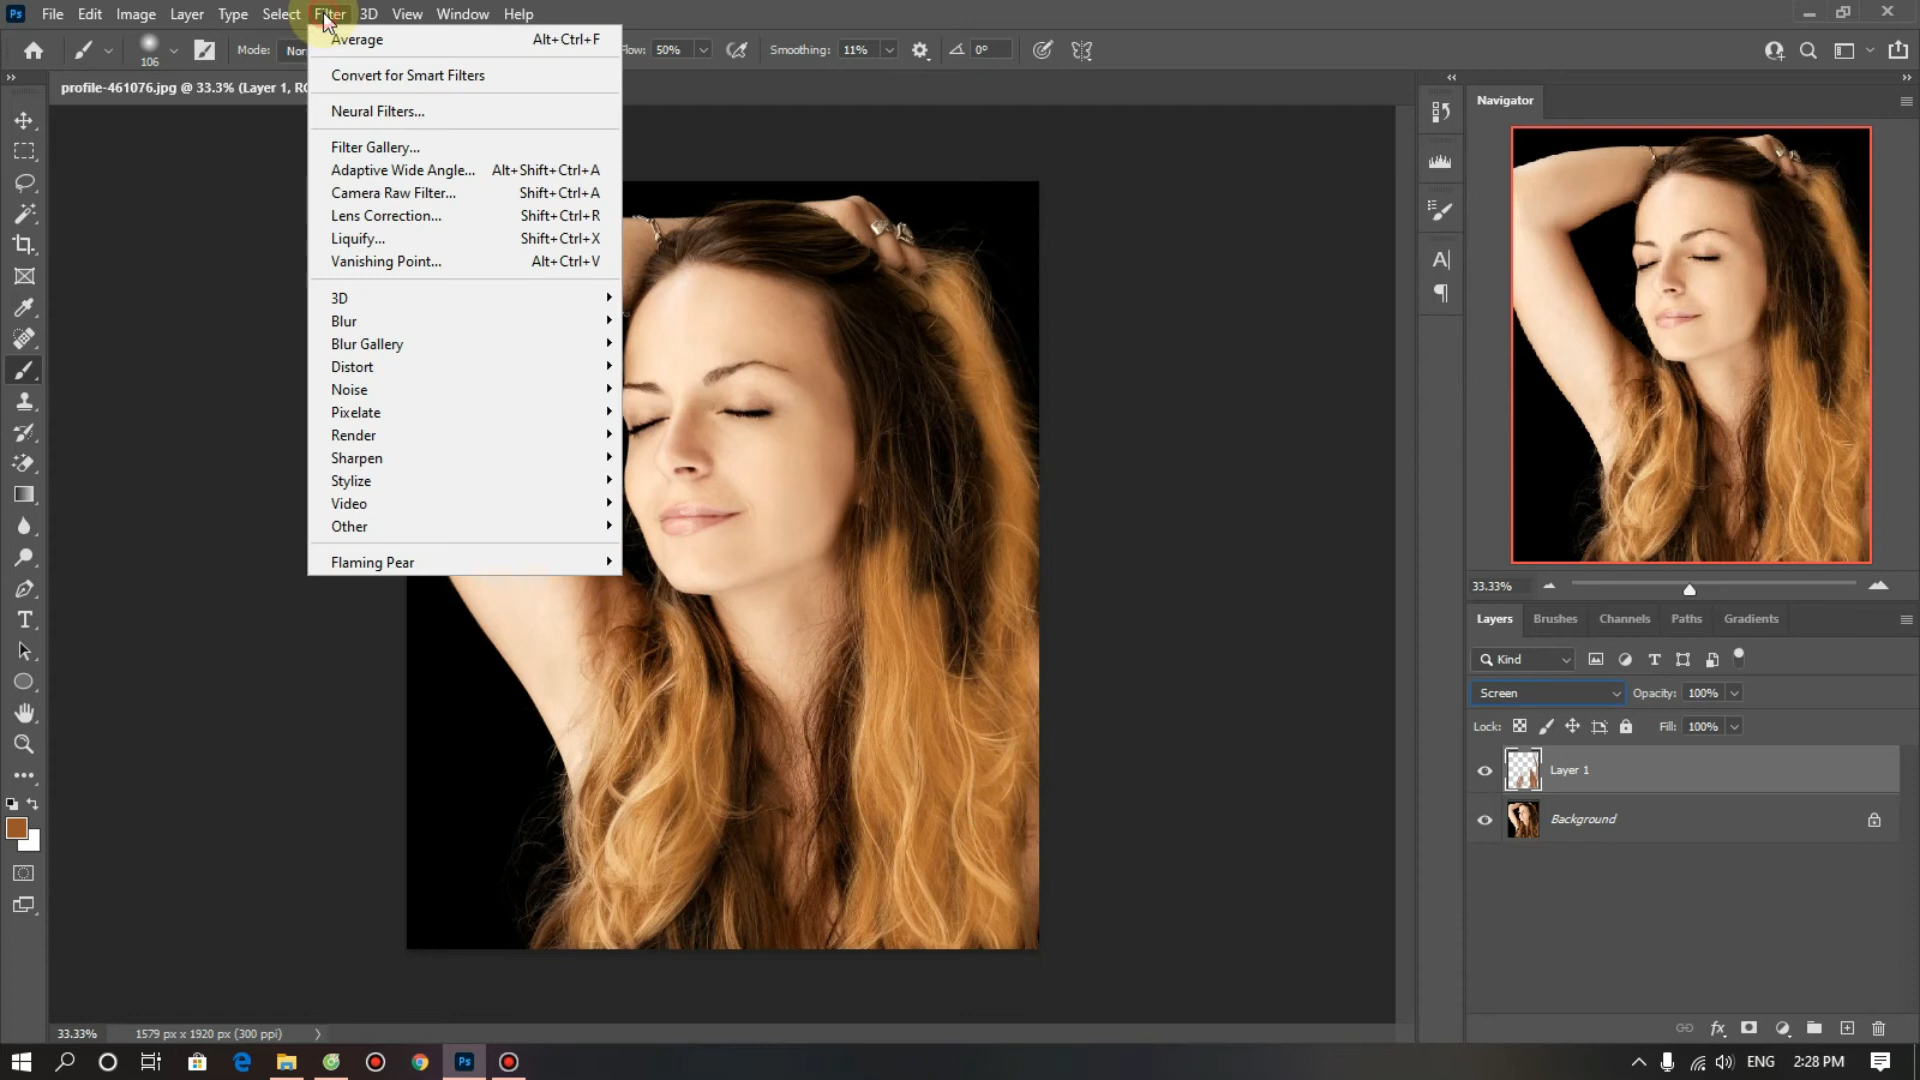 Ps File Edit Image Layer Type Select Filter 3D View Window Help
106 Mode: Nor Flow: 50% Smoothing: 11% 0°
profile-461076.jpg @ 33.3% (Layer 1, RG
Average Alt+Ctrl+F
Convert for Smart Filters
Neural Filters...
Filter Gallery...
Adaptive Wide Angle... Alt+Shift+Ctrl+A
Camera Raw Filter... Shift+Ctrl+A
Lens Correction... Shift+Ctrl+R
Liquify... Shift+Ctrl+X
Vanishing Point... Alt+Ctrl+V
3D
Blur
Blur Gallery
Distort
Noise
Pixelate
Render
Sharpen
Stylize
Video
Other
Flaming Pear
Navigator
33.33%
Layers Brushes Channels Paths Gradients
Kind
Screen Opacity: 100%
Lock: Fill: 100%
Layer 1
Background
33.33% 1579 px x 1920 px (300 ppi)
Ps ENG 2:28 PM